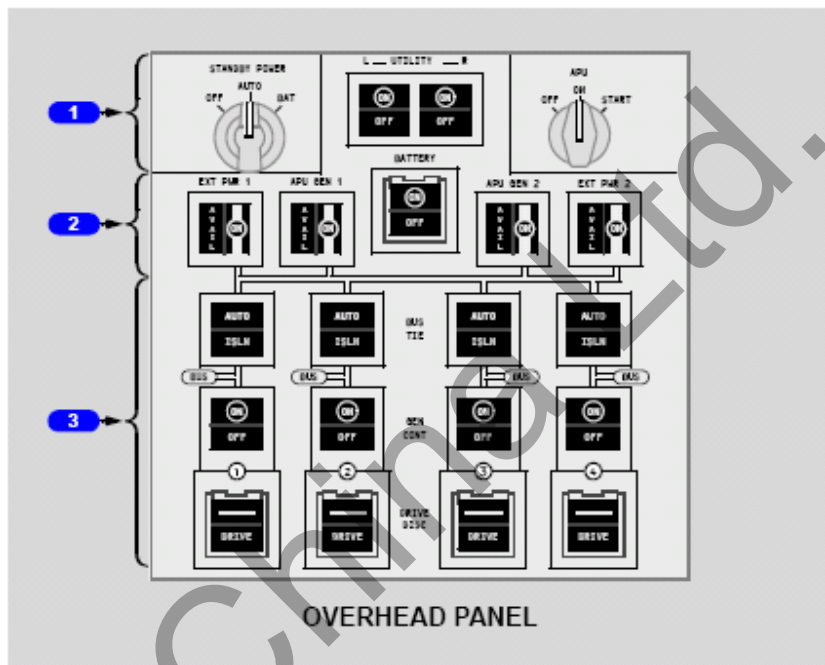 STANDBY POWER
OFF
AUTO
BAT
L UTILITY R
ON ON
OFF OFF
APU
OFF
ON
START
1
BATTERY
ON
OFF
EXT PWR 1
APU GEN 1
APU GEN 2
EXT PWR 2
AVAIL ON
AVAIL ON
AVAIL ON
AVAIL ON
2
AUTO AUTO AUTO AUTO
ISLN ISLN ISLN ISLN
BUS
TIE
BUS BUS BUS BUS
3
ON ON ON ON
OFF OFF OFF OFF
GEN
CONT
1 2 3 4
DRIVE
DISC
DRIVE DRIVE DRIVE DRIVE
OVERHEAD PANEL
China Ltd.